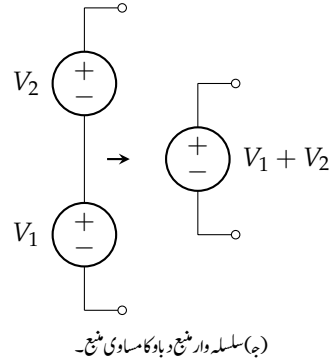 V₂
+
−
+
−
V₁ + V₂
V₁
+
−
(ج) سلسلہ وار منبع دباو کا مساوی منبع۔